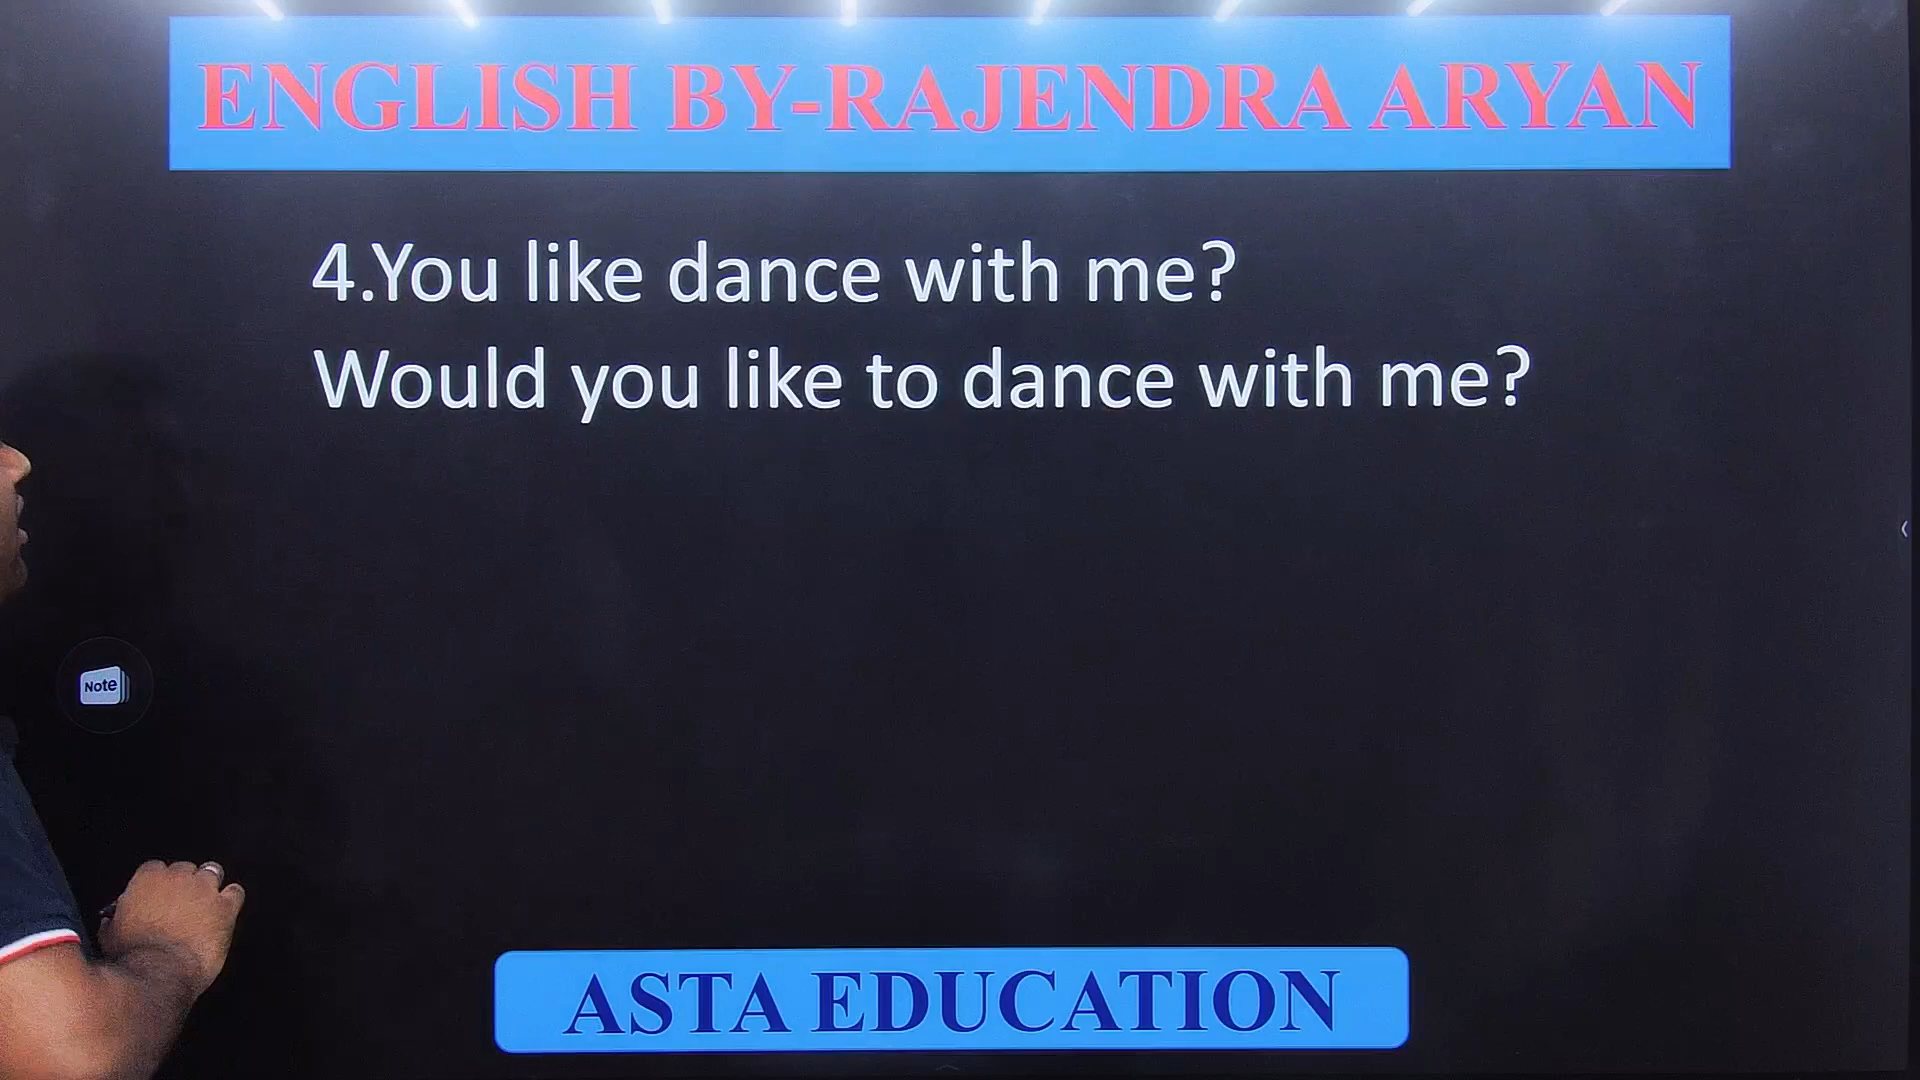 ENGLISH BY-RAJENDRA ARYAN
4.You like dance with me?
Would you like to dance with me?
Note
ASTA EDUCATION